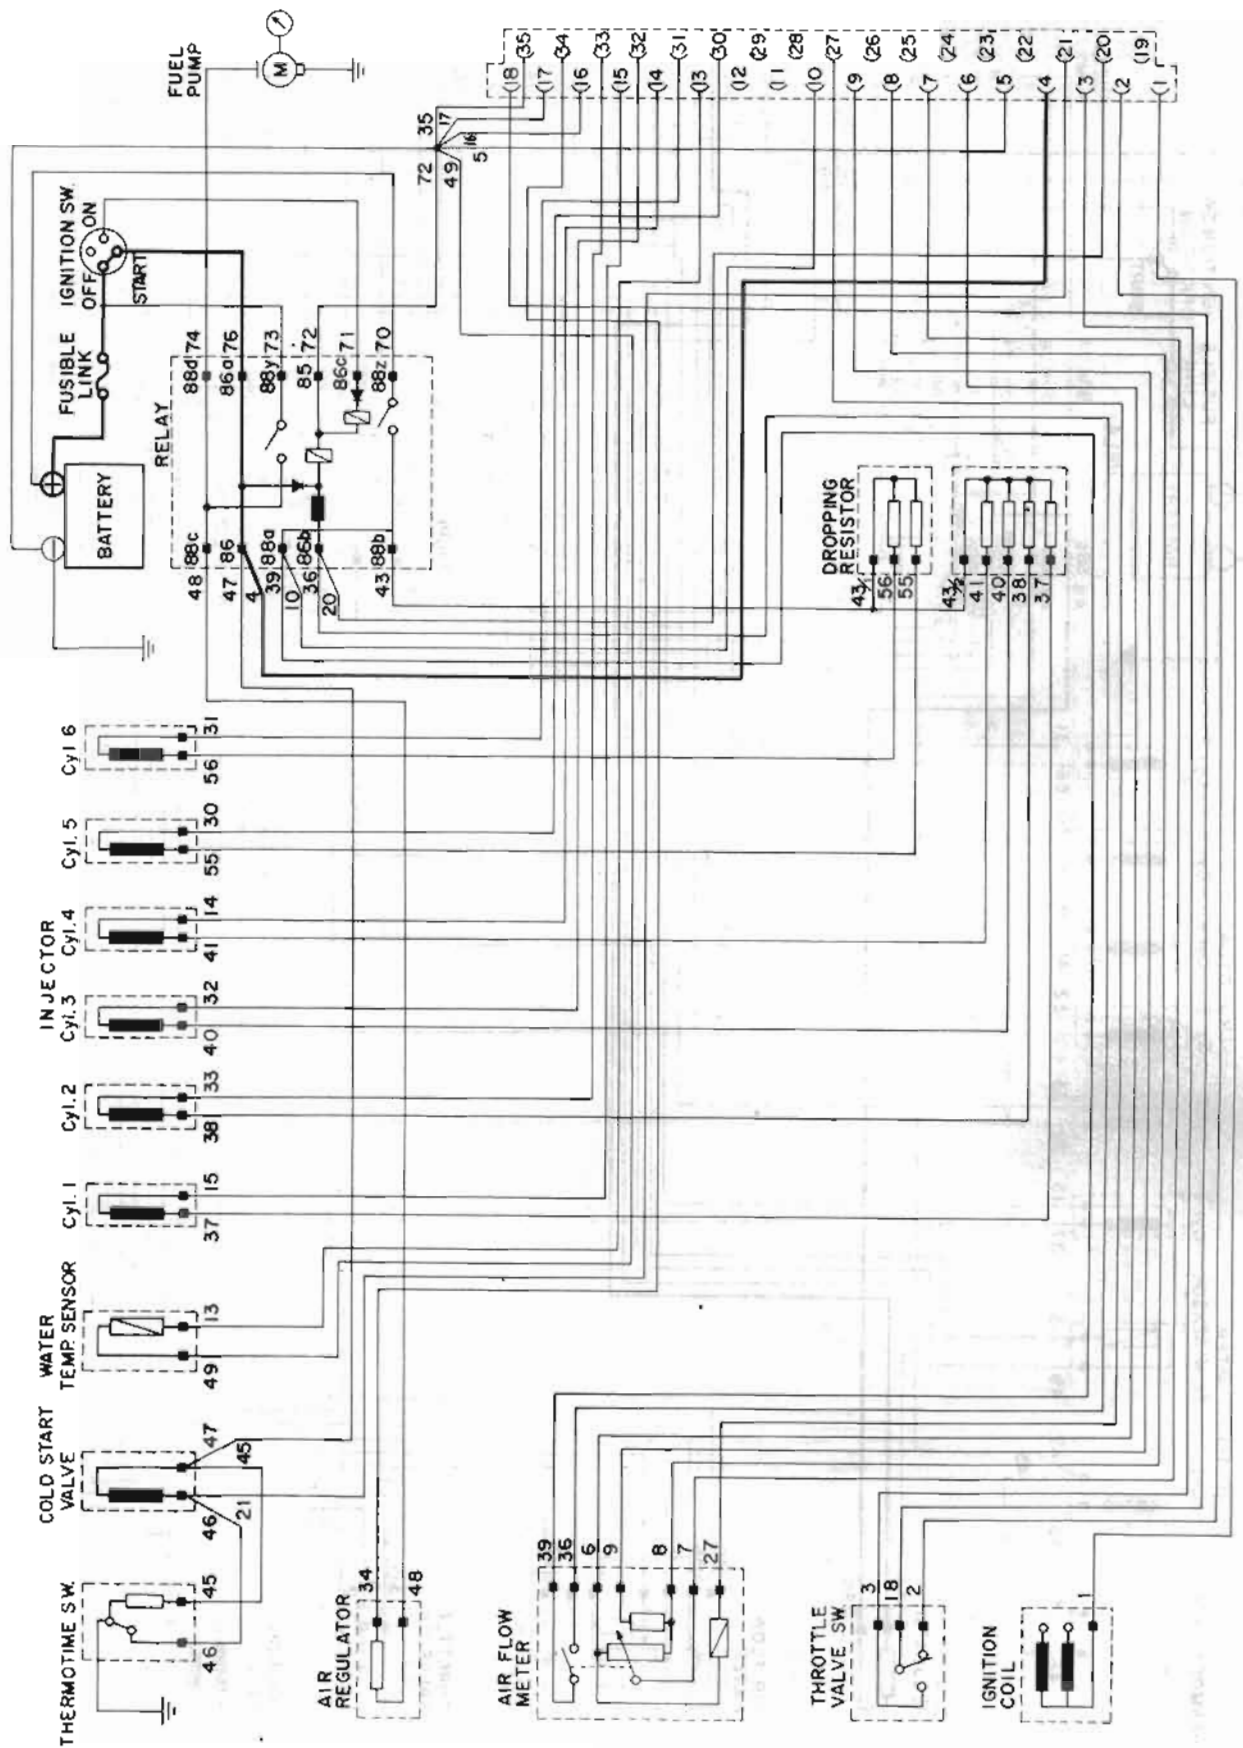 THERMOTIME SW.
46
45
COLD START
VALVE
46
47
21
45
WATER
TEMP. SENSOR
49
13
INJECTOR
Cyl. 1
37
15
Cyl. 2
38
33
Cyl. 3
40
32
Cyl. 4
41
14
Cyl. 5
55
30
Cyl 6
56
31
BATTERY
FUSIBLE
LINK
IGNITION SW.
OFF
ON
START
FUEL
PUMP
M
RELAY
48 88c
88d 74
47 86
86a 76
4
39 88a
88y 73
10
36 86b
85 72
20
86c 71
43 88b
88z 70
72
35
17
16
49
5
AIR
REGULATOR
34
48
AIR FLOW
METER
39
36
6
9
8
7
27
DROPPING
RESISTOR
43/1
56
55
43/2
41
40
38
37
THROTTLE
VALVE SW.
3
18
2
IGNITION
COIL
1
(18
(17
(16
(15
(14
(13
(12
(11
(10
(9
(8
(7
(6
(5
(4
(3
(2
(1
(35
(34
(33
(32
(31
(30
(29
(28
(27
(26
(25
(24
(23
(22
(21
(20
(19